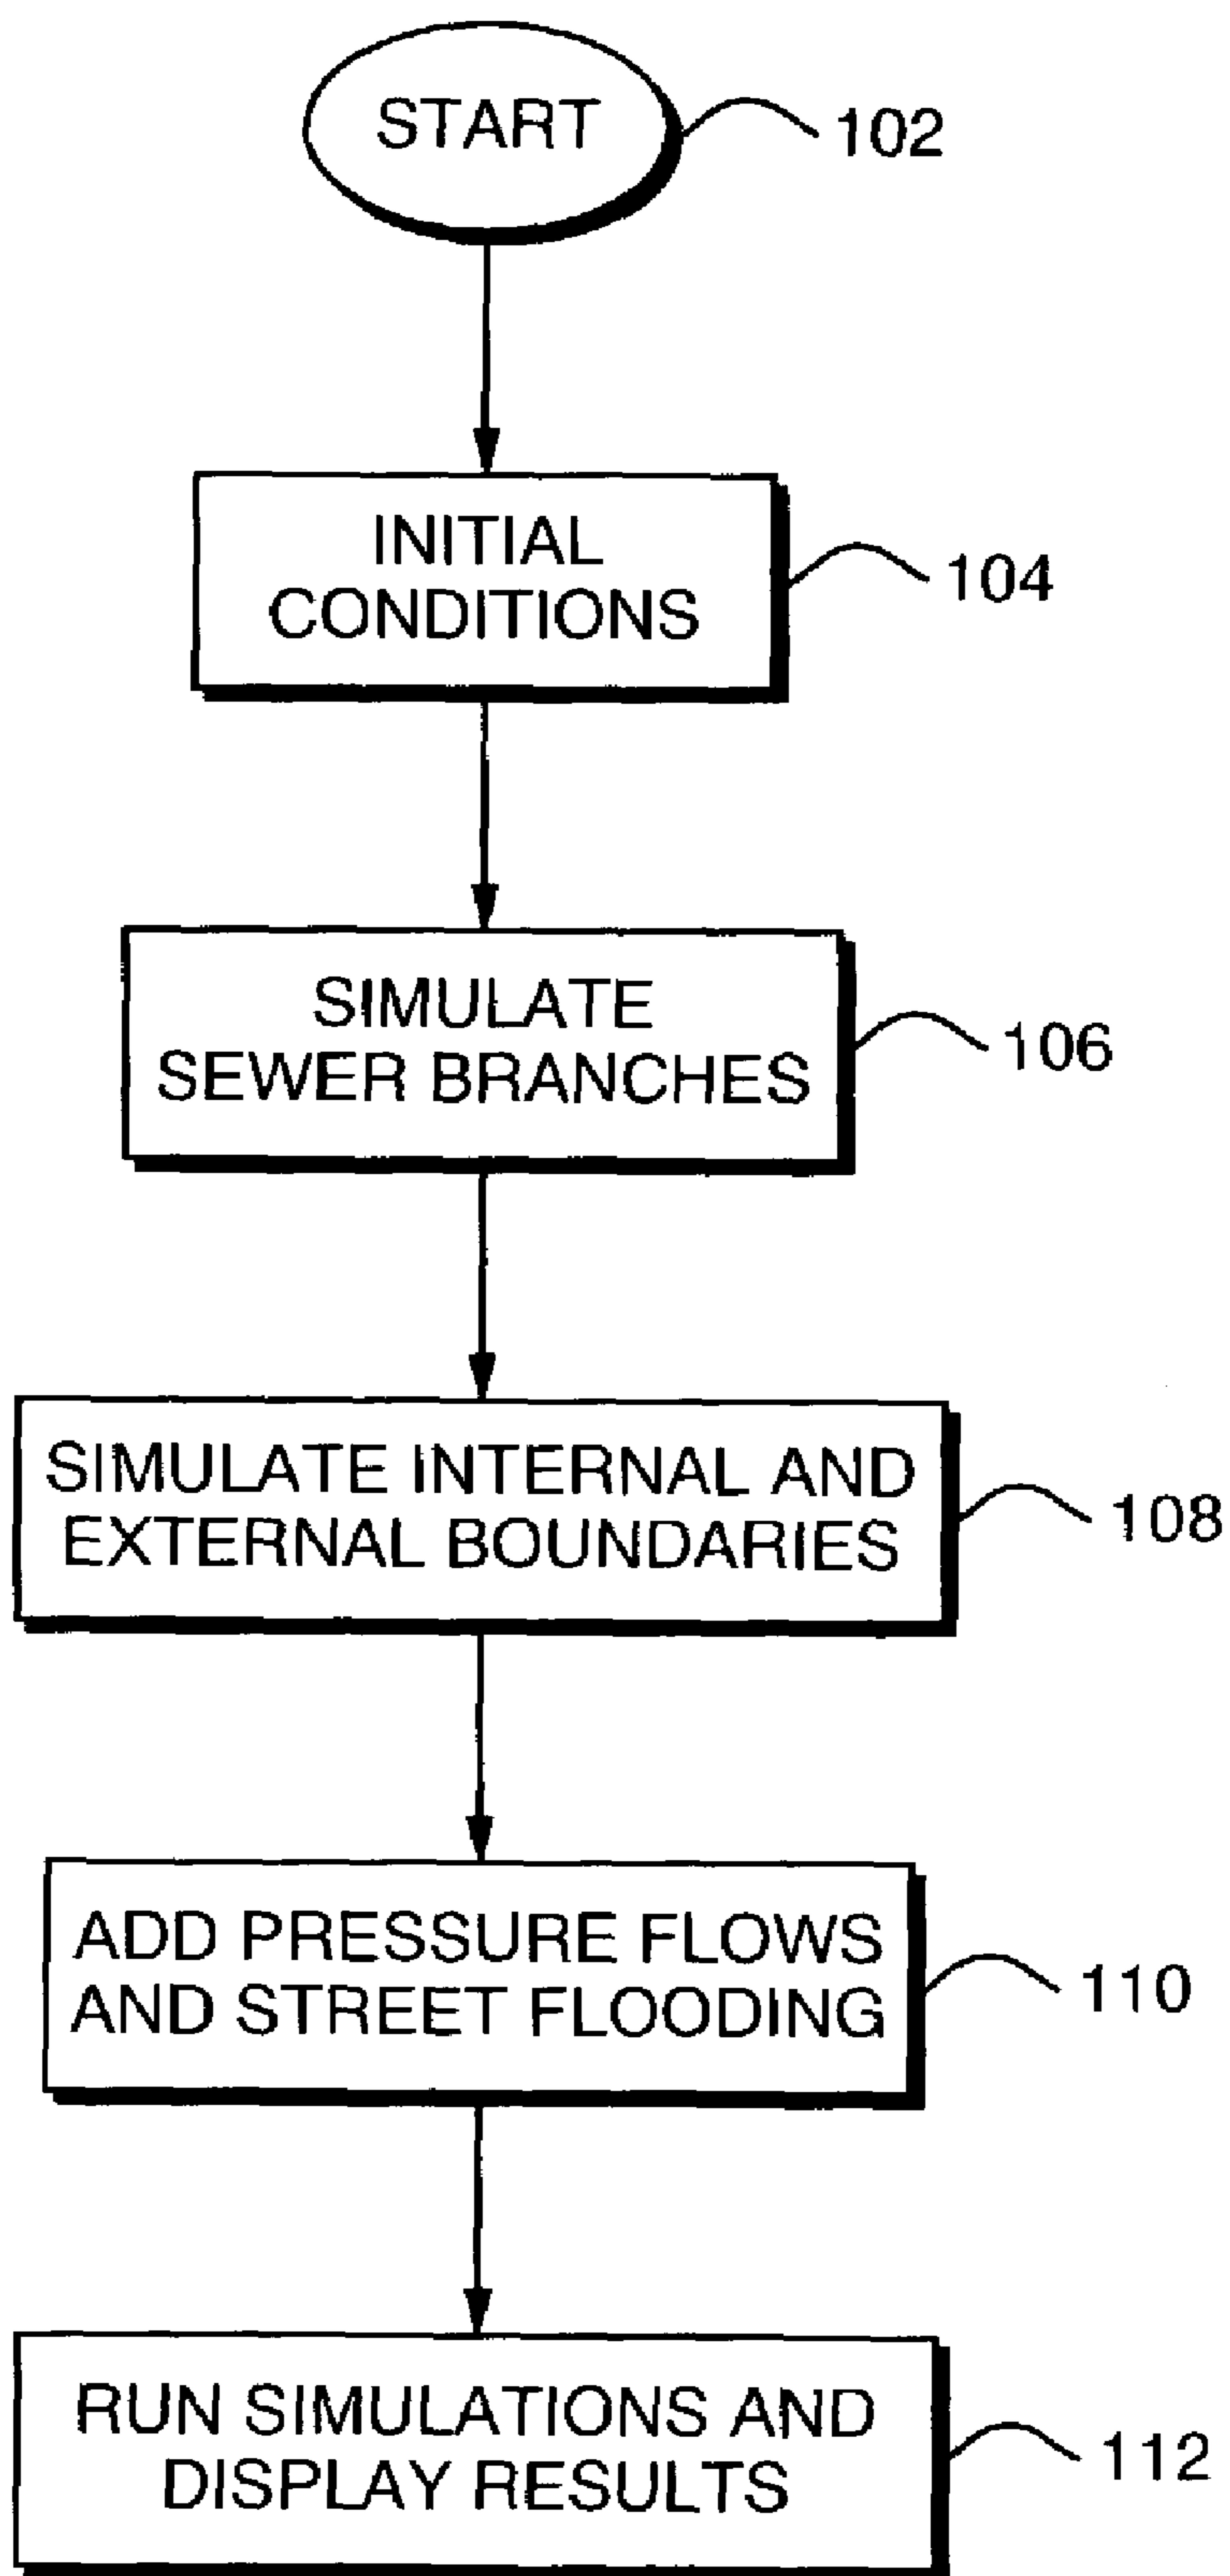 START
102
INITIAL
CONDITIONS
104
SIMULATE
SEWER BRANCHES
106
SIMULATE INTERNAL AND
EXTERNAL BOUNDARIES
108
ADD PRESSURE FLOWS
AND STREET FLOODING
110
RUN SIMULATIONS AND
DISPLAY RESULTS
112